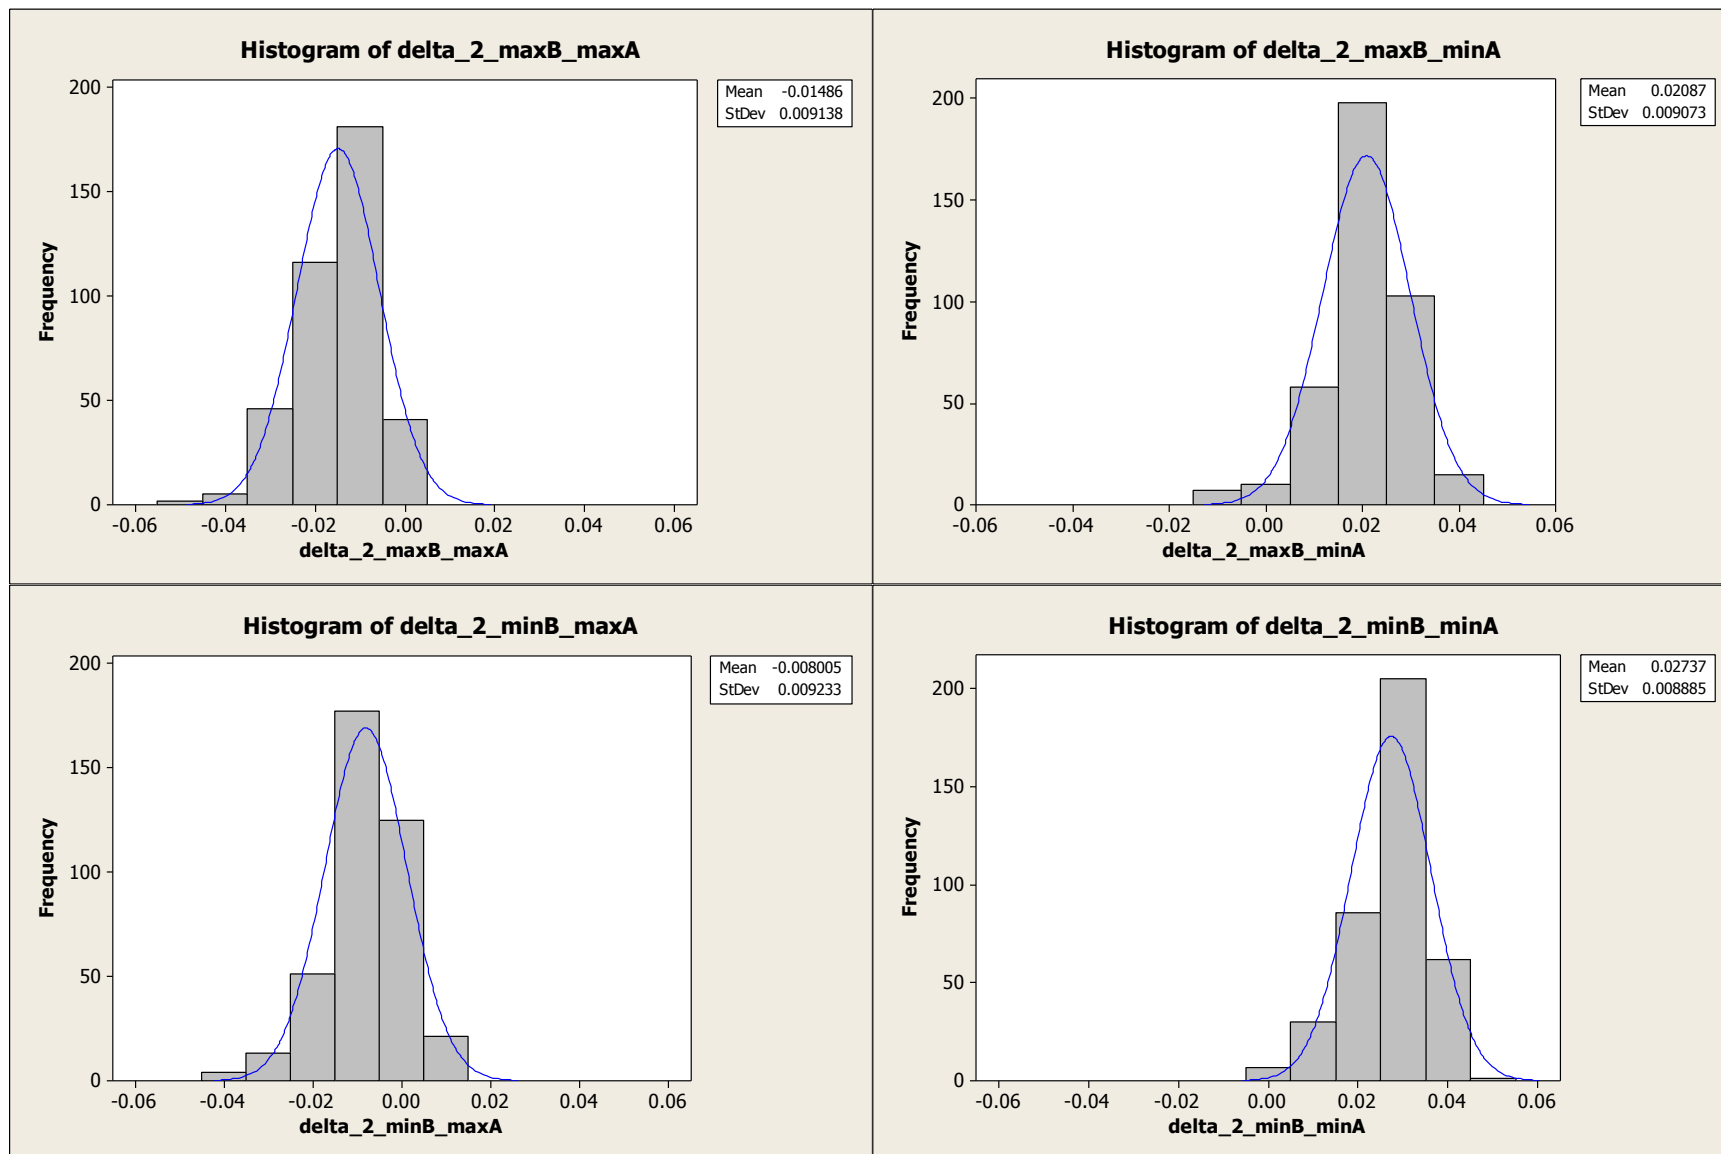 Histogram of delta_2_maxB_maxA
Mean -0.01486
StDev 0.009138
200
150
100
50
0
Frequency
-0.06 -0.04 -0.02 0.00 0.02 0.04 0.06
delta_2_maxB_maxA
Histogram of delta_2_maxB_minA
Mean 0.02087
StDev 0.009073
200
150
100
50
0
Frequency
-0.06 -0.04 -0.02 0.00 0.02 0.04 0.06
delta_2_maxB_minA
Histogram of delta_2_minB_maxA
Mean -0.008005
StDev 0.009233
200
150
100
50
0
Frequency
-0.06 -0.04 -0.02 0.00 0.02 0.04 0.06
delta_2_minB_maxA
Histogram of delta_2_minB_minA
Mean 0.02737
StDev 0.008885
200
150
100
50
0
Frequency
-0.06 -0.04 -0.02 0.00 0.02 0.04 0.06
delta_2_minB_minA